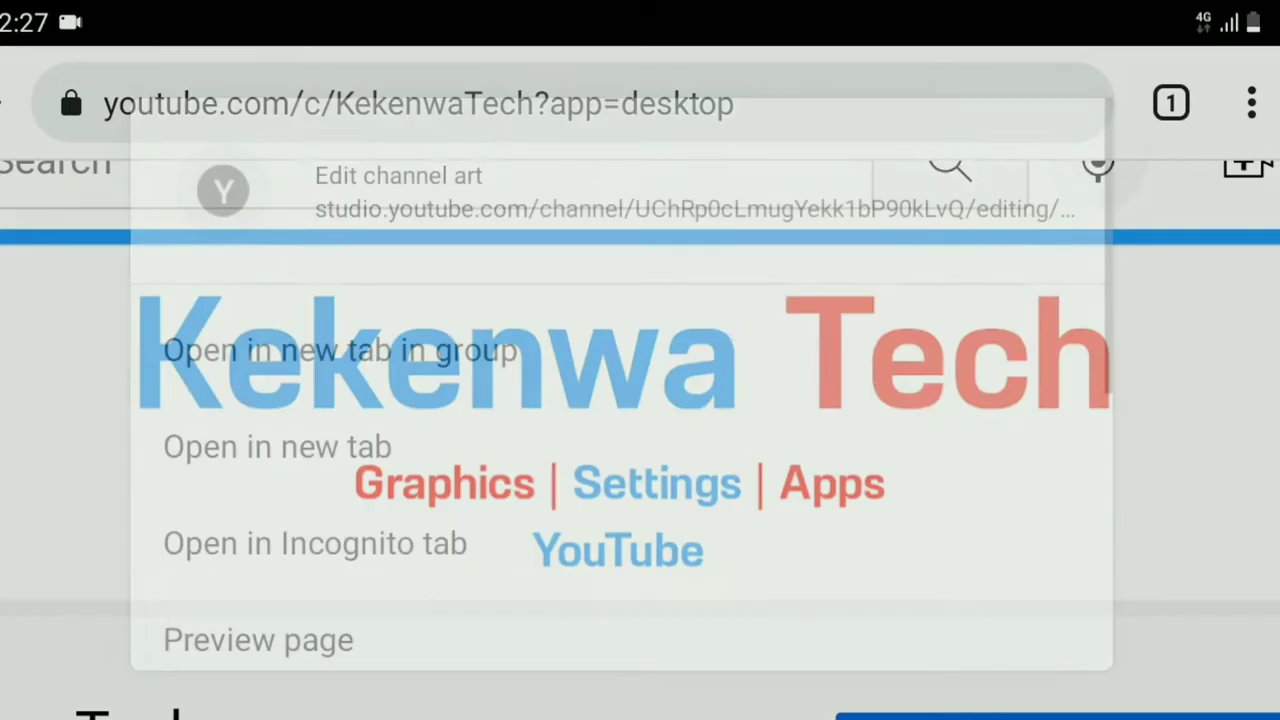 2:27
4G
youtube.com/c/KekenwaTech?app=desktop
1
Search
Y
Edit channel art
studio.youtube.com/channel/UChRp0cLmugYekk1bP90kLvQ/editing/…
Kekenwa Tech
Open in new tab in group
Open in new tab
Graphics | Settings | Apps
Open in Incognito tab
YouTube
Preview page